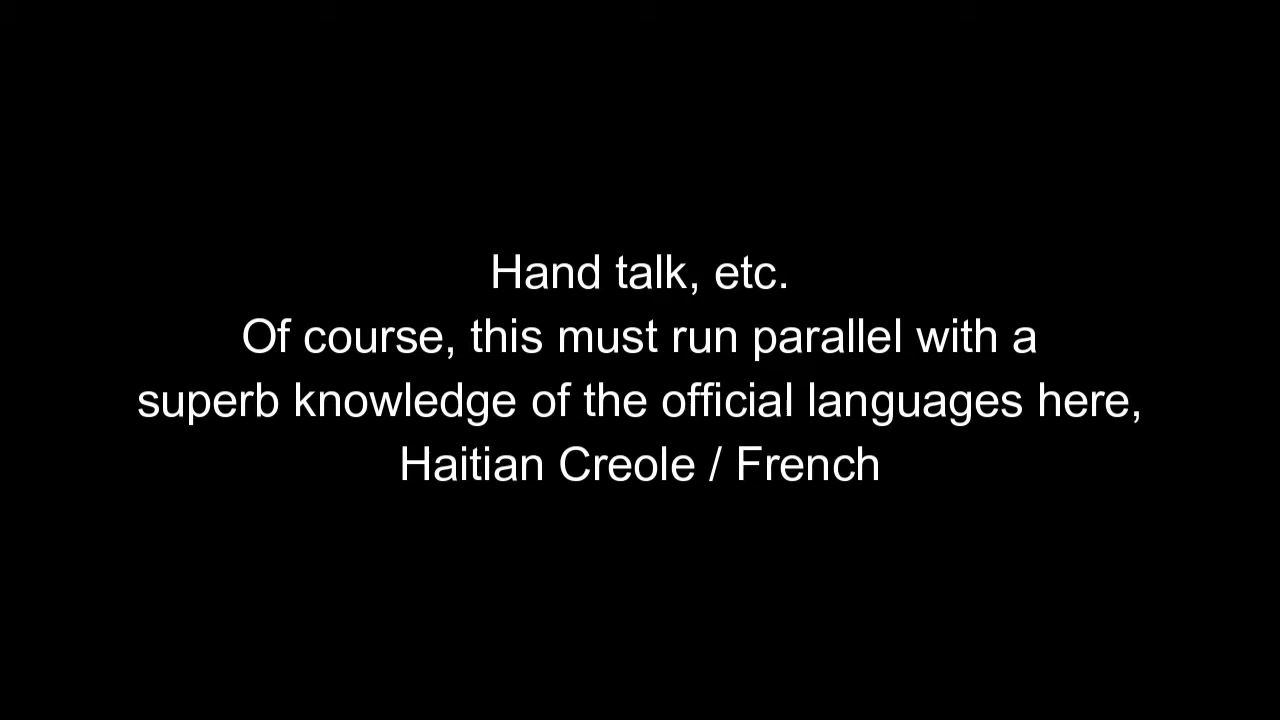 Hand talk, etc.
Of course, this must run parallel with a
superb knowledge of the official languages here,
Haitian Creole / French